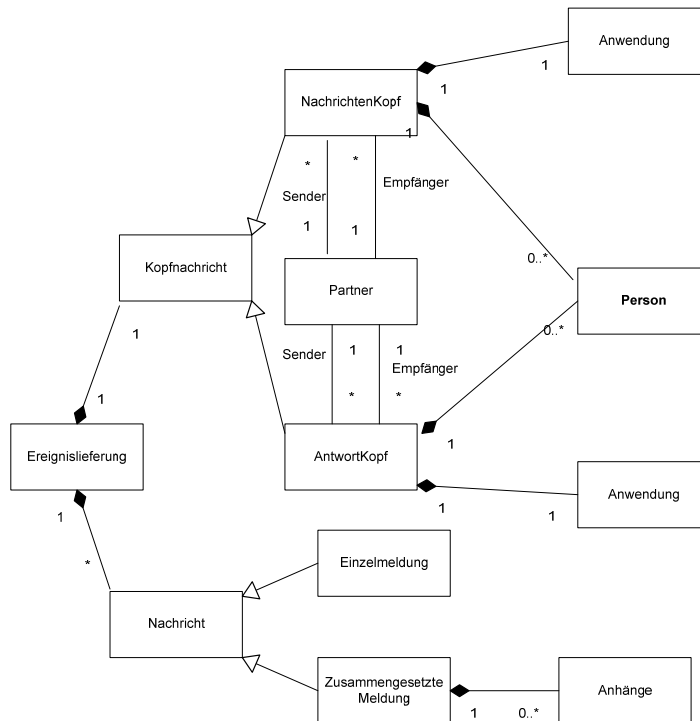 Anwendung
1
1
NachrichtenKopf
1
*
*
Empfänger
Sender
1
1
0..*
Kopfnachricht
Partner
Person
1
0..*
Sender
1
1
Empfänger
*
*
1
1
Ereignislieferung
AntwortKopf
Anwendung
1
1
1
Einzelmeldung
*
Nachricht
Zusammengesetzte
Meldung
Anhänge
1
0..*